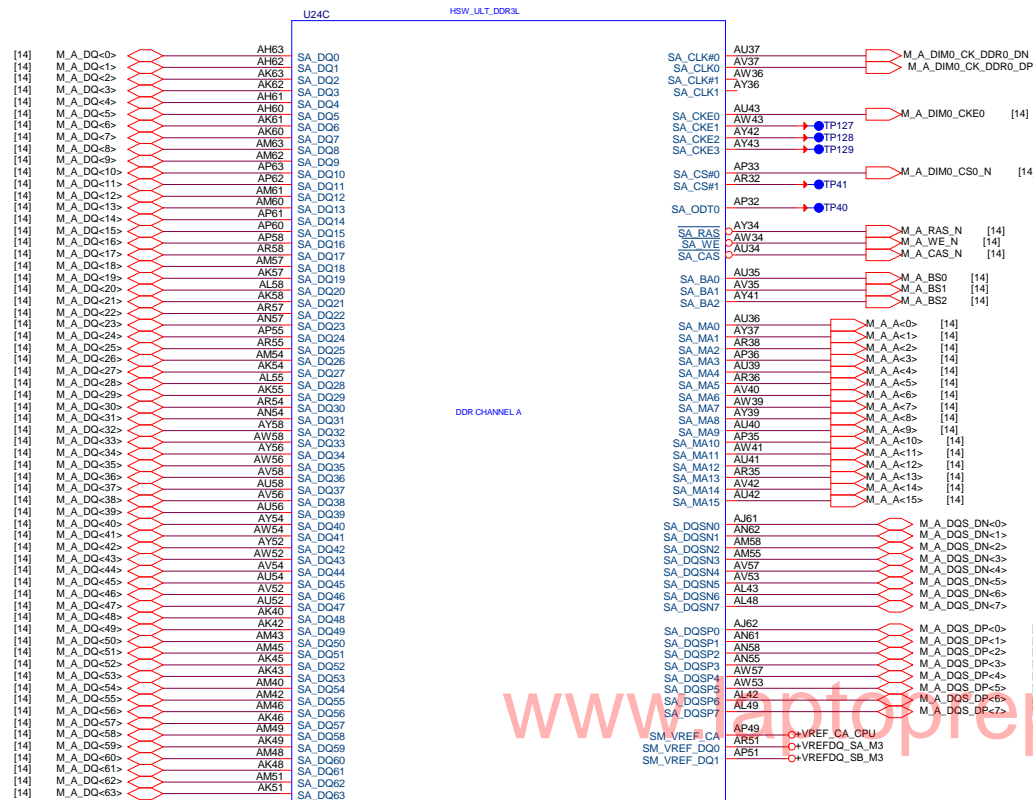 U24C
HSW_ULT_DDR3L
[14] M_A_DQ<0> AH63 SA_DQ0
[14] M_A_DQ<1> AH62 SA_DQ1
[14] M_A_DQ<2> AK63 SA_DQ2
[14] M_A_DQ<3> AK62 SA_DQ3
[14] M_A_DQ<4> AH61 SA_DQ4
[14] M_A_DQ<5> AH60 SA_DQ5
[14] M_A_DQ<6> AK61 SA_DQ6
[14] M_A_DQ<7> AK60 SA_DQ7
[14] M_A_DQ<8> AM63 SA_DQ8
[14] M_A_DQ<9> AM62 SA_DQ9
[14] M_A_DQ<10> AP63 SA_DQ10
[14] M_A_DQ<11> AP62 SA_DQ11
[14] M_A_DQ<12> AM61 SA_DQ12
[14] M_A_DQ<13> AM60 SA_DQ13
[14] M_A_DQ<14> AP61 SA_DQ14
[14] M_A_DQ<15> AP60 SA_DQ15
[14] M_A_DQ<16> AP58 SA_DQ16
[14] M_A_DQ<17> AR58 SA_DQ17
[14] M_A_DQ<18> AM57 SA_DQ18
[14] M_A_DQ<19> AK57 SA_DQ19
[14] M_A_DQ<20> AL58 SA_DQ20
[14] M_A_DQ<21> AK58 SA_DQ21
[14] M_A_DQ<22> AR57 SA_DQ22
[14] M_A_DQ<23> AN57 SA_DQ23
[14] M_A_DQ<24> AP55 SA_DQ24
[14] M_A_DQ<25> AR55 SA_DQ25
[14] M_A_DQ<26> AM54 SA_DQ26
[14] M_A_DQ<27> AK54 SA_DQ27
[14] M_A_DQ<28> AL55 SA_DQ28
[14] M_A_DQ<29> AK55 SA_DQ29
[14] M_A_DQ<30> AR54 SA_DQ30
[14] M_A_DQ<31> AN54 SA_DQ31
[14] M_A_DQ<32> AY58 SA_DQ32
[14] M_A_DQ<33> AW58 SA_DQ33
[14] M_A_DQ<34> AY56 SA_DQ34
[14] M_A_DQ<35> AW56 SA_DQ35
[14] M_A_DQ<36> AV58 SA_DQ36
[14] M_A_DQ<37> AU58 SA_DQ37
[14] M_A_DQ<38> AV56 SA_DQ38
[14] M_A_DQ<39> AU56 SA_DQ39
[14] M_A_DQ<40> AY54 SA_DQ40
[14] M_A_DQ<41> AW54 SA_DQ41
[14] M_A_DQ<42> AY52 SA_DQ42
[14] M_A_DQ<43> AW52 SA_DQ43
[14] M_A_DQ<44> AV54 SA_DQ44
[14] M_A_DQ<45> AU54 SA_DQ45
[14] M_A_DQ<46> AV52 SA_DQ46
[14] M_A_DQ<47> AU52 SA_DQ47
[14] M_A_DQ<48> AK40 SA_DQ48
[14] M_A_DQ<49> AK42 SA_DQ49
[14] M_A_DQ<50> AM43 SA_DQ50
[14] M_A_DQ<51> AM45 SA_DQ51
[14] M_A_DQ<52> AK45 SA_DQ52
[14] M_A_DQ<53> AK43 SA_DQ53
[14] M_A_DQ<54> AM40 SA_DQ54
[14] M_A_DQ<55> AM42 SA_DQ55
[14] M_A_DQ<56> AM46 SA_DQ56
[14] M_A_DQ<57> AK46 SA_DQ57
[14] M_A_DQ<58> AM49 SA_DQ58
[14] M_A_DQ<59> AK49 SA_DQ59
[14] M_A_DQ<60> AM48 SA_DQ60
[14] M_A_DQ<61> AK48 SA_DQ61
[14] M_A_DQ<62> AM51 SA_DQ62
[14] M_A_DQ<63> AK51 SA_DQ63
DDR CHANNEL A
SA_CLK#0 AU37 M_A_DIM0_CK_DDR0_DN
SA_CLK0 AV37 M_A_DIM0_CK_DDR0_DP
SA_CLK#1 AW36
SA_CLK1 AY36
SA_CKE0 AU43 M_A_DIM0_CKE0 [14]
SA_CKE1 AW43 TP127
SA_CKE2 AY42 TP128
SA_CKE3 AY43 TP129
SA_CS#0 AP33 M_A_DIM0_CS0_N [14
SA_CS#1 AR32 TP41
SA_ODT0 AP32 TP40
SA_RAS AY34 M_A_RAS_N [14]
SA_WE AW34 M_A_WE_N [14]
SA_CAS AU34 M_A_CAS_N [14]
SA_BA0 AU35 M_A_BS0 [14]
SA_BA1 AV35 M_A_BS1 [14]
SA_BA2 AY41 M_A_BS2 [14]
SA_MA0 AU36 M_A_A<0> [14]
SA_MA1 AY37 M_A_A<1> [14]
SA_MA2 AR38 M_A_A<2> [14]
SA_MA3 AP36 M_A_A<3> [14]
SA_MA4 AU39 M_A_A<4> [14]
SA_MA5 AR36 M_A_A<5> [14]
SA_MA6 AV40 M_A_A<6> [14]
SA_MA7 AW39 M_A_A<7> [14]
SA_MA8 AY39 M_A_A<8> [14]
SA_MA9 AU40 M_A_A<9> [14]
SA_MA10 AP35 M_A_A<10> [14]
SA_MA11 AW41 M_A_A<11> [14]
SA_MA12 AU41 M_A_A<12> [14]
SA_MA13 AR35 M_A_A<13> [14]
SA_MA14 AV42 M_A_A<14> [14]
SA_MA15 AU42 M_A_A<15> [14]
SA_DQSN0 AJ61 M_A_DQS_DN<0>
SA_DQSN1 AN62 M_A_DQS_DN<1>
SA_DQSN2 AM58 M_A_DQS_DN<2>
SA_DQSN3 AM55 M_A_DQS_DN<3>
SA_DQSN4 AV57 M_A_DQS_DN<4>
SA_DQSN5 AV53 M_A_DQS_DN<5>
SA_DQSN6 AL43 M_A_DQS_DN<6>
SA_DQSN7 AL48 M_A_DQS_DN<7>
SA_DQSP0 AJ62 M_A_DQS_DP<0>
SA_DQSP1 AN61 M_A_DQS_DP<1>
SA_DQSP2 AN58 M_A_DQS_DP<2>
SA_DQSP3 AN55 M_A_DQS_DP<3>
SA_DQSP4 AW57 M_A_DQS_DP<4>
SA_DQSP5 AW53 M_A_DQS_DP<5>
SA_DQSP6 AL42 M_A_DQS_DP<6>
SA_DQSP7 AL49 M_A_DQS_DP<7>
SM_VREF_CA AP49 +VREF_CA_CPU
SM_VREF_DQ0 AR51 +VREFDQ_SA_M3
SM_VREF_DQ1 AP51 +VREFDQ_SB_M3
www.laptoprep